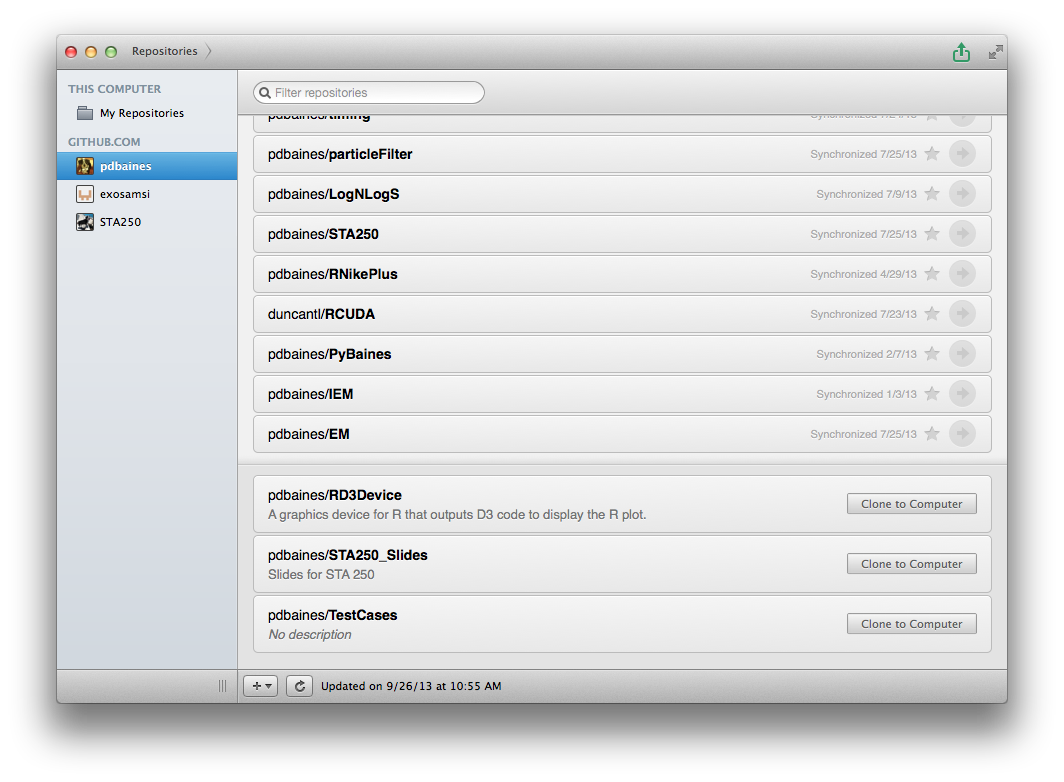 Repositories
THIS COMPUTER
My Repositories
GITHUB.COM
pdbaines
exosamsi
STA250
Filter repositories
pdbaines/timing Synchronized 7/24/13
pdbaines/particleFilter Synchronized 7/25/13
pdbaines/LogNLogS Synchronized 7/9/13
pdbaines/STA250 Synchronized 7/25/13
pdbaines/RNikePlus Synchronized 4/29/13
duncantl/RCUDA Synchronized 7/23/13
pdbaines/PyBaines Synchronized 2/7/13
pdbaines/IEM Synchronized 1/3/13
pdbaines/EM Synchronized 7/25/13
pdbaines/RD3Device
A graphics device for R that outputs D3 code to display the R plot.
Clone to Computer
pdbaines/STA250_Slides
Slides for STA 250
Clone to Computer
pdbaines/TestCases
No description
Clone to Computer
Updated on 9/26/13 at 10:55 AM